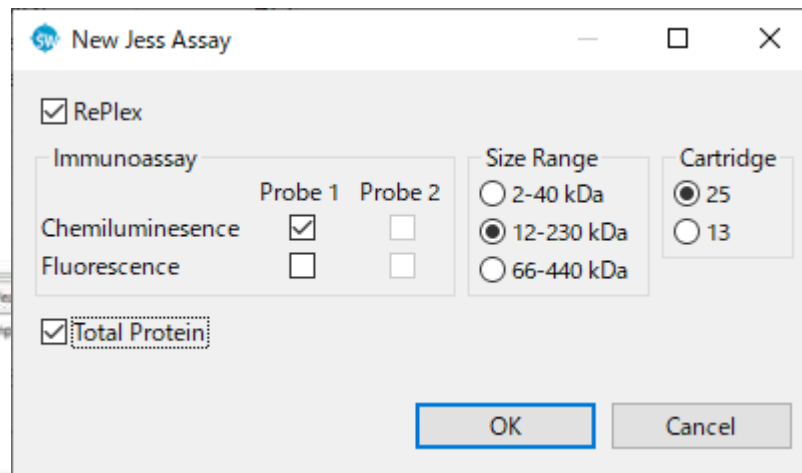 SW New Jess Assay
RePlex
Immunoassay
Probe 1 Probe 2
Chemiluminesence
Fluorescence
Size Range
2-40 kDa
12-230 kDa
66-440 kDa
Cartridge
25
13
Total Protein
OK Cancel